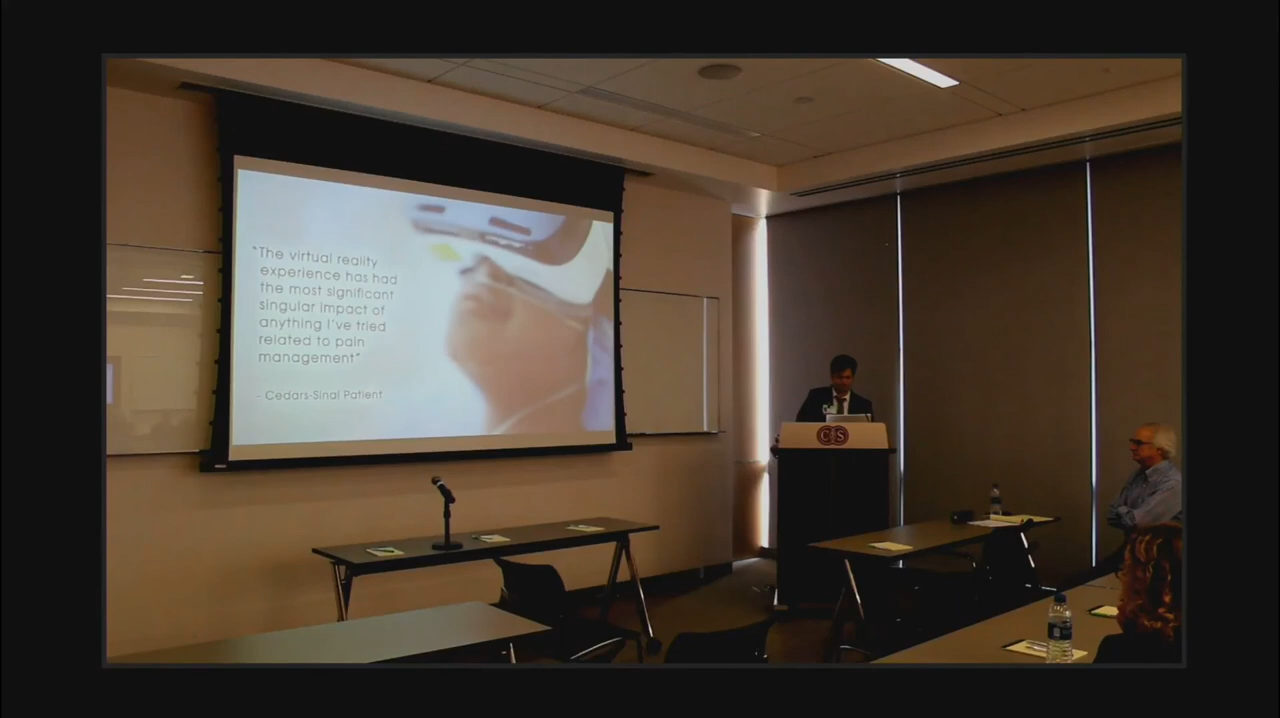 "The virtual reality
experience has had
the most significant
singular impact of
anything I've tried
related to pain
management"
- Cedars-Sinai Patient
CS